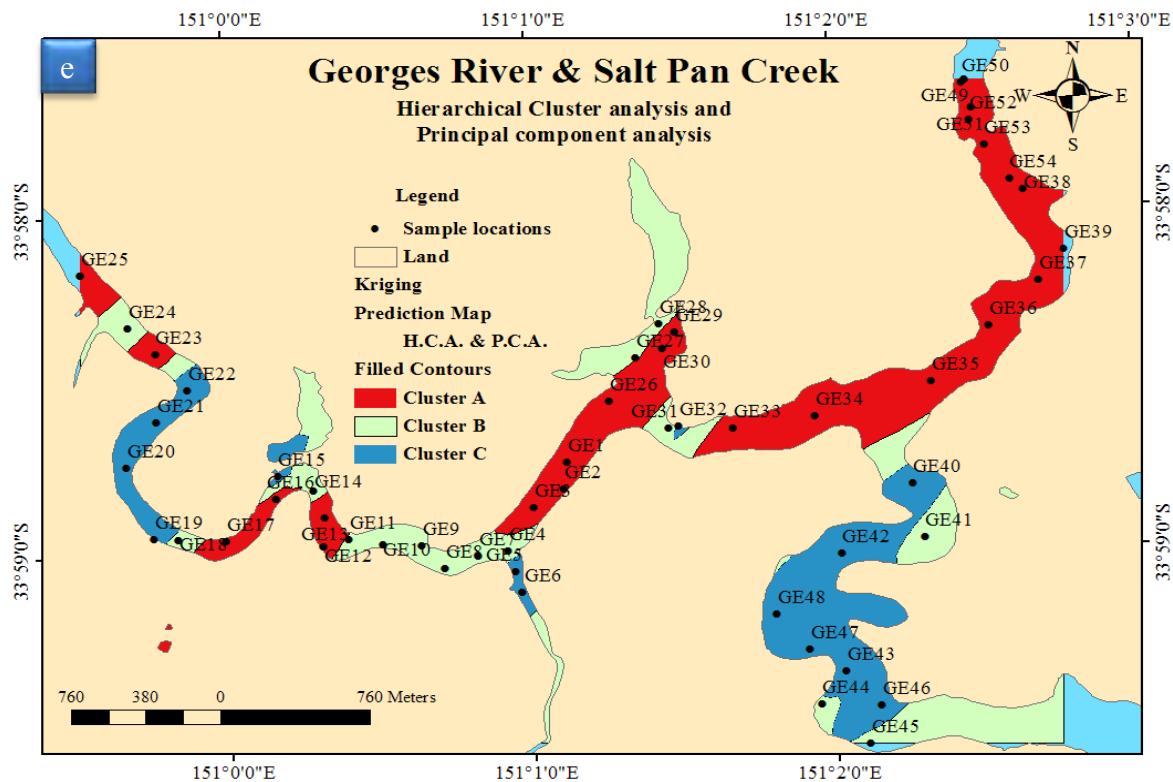 151°0'0"E 151°1'0"E 151°2'0"E 151°3'0"E
e
Georges River & Salt Pan Creek
Hierarchical Cluster analysis and
Principal component analysis
N
W E
S
Legend
Sample locations
Land
Kriging
Prediction Map
H.C.A. & P.C.A.
Filled Contours
Cluster A
Cluster B
Cluster C
33°58'0"S
33°58'0"S
33°59'0"S
33°59'0"S
GE50
GE49
GE52
GE51
GE53
GE54
GE38
GE39
GE37
GE36
GE35
GE34
GE33
GE32
GE31
GE28
GE29
GE27
GE30
GE26
GE25
GE24
GE23
GE22
GE21
GE20
GE19
GE18
GE17
GE16
GE15
GE14
GE13
GE12
GE11
GE10
GE9
GE8
GE7
GE5
GE4
GE6
GE3
GE2
GE1
GE40
GE41
GE42
GE48
GE47
GE43
GE44
GE46
GE45
760 380 0 760 Meters
151°0'0"E 151°1'0"E 151°2'0"E